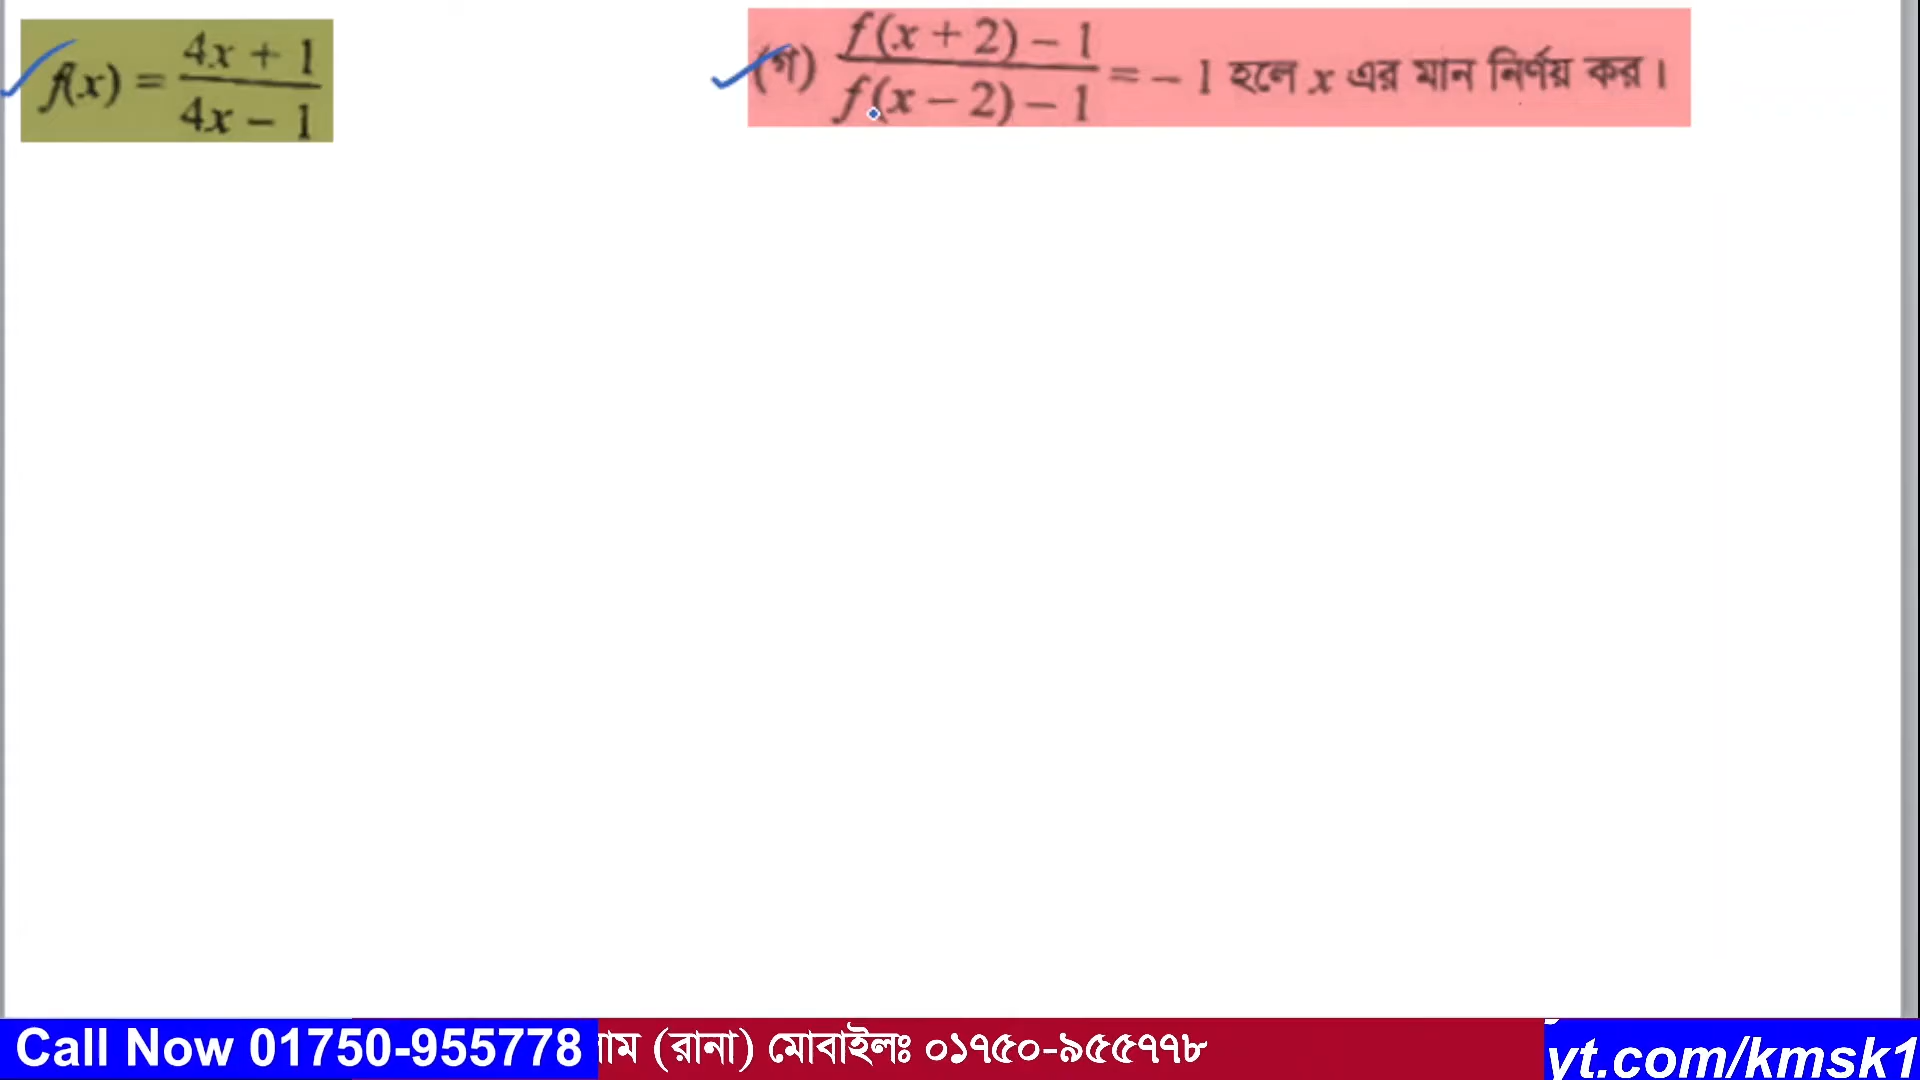 f(x) = (4x + 1)/(4x − 1)
(গ) (f(x + 2) − 1)/(f(x − 2) − 1) = − 1 হলে x এর মান নির্ণয় কর।
Call Now 01750-955778 (রানা) মোবাইলঃ ০১৭৫০-৯৫৫৭৭৮ yt.com/kmsk1